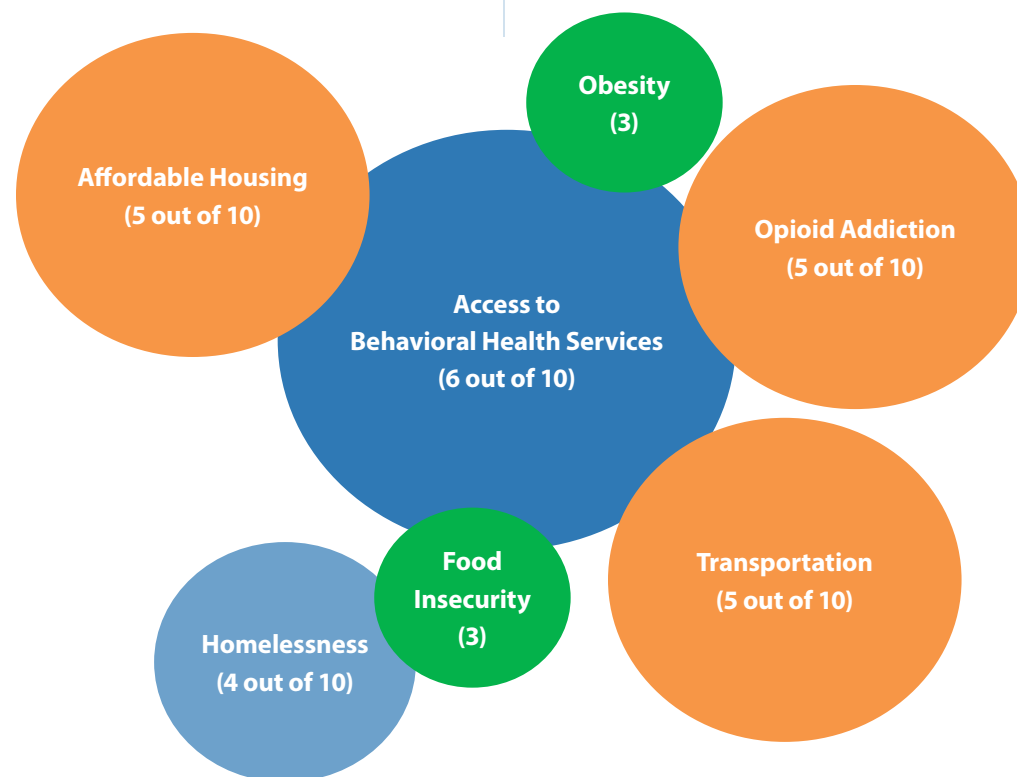 Obesity
(3)
Affordable Housing
(5 out of 10)
Opioid Addiction
(5 out of 10)
Access to
Behavioral Health Services
(6 out of 10)
Food
Insecurity
(3)
Transportation
(5 out of 10)
Homelessness
(4 out of 10)